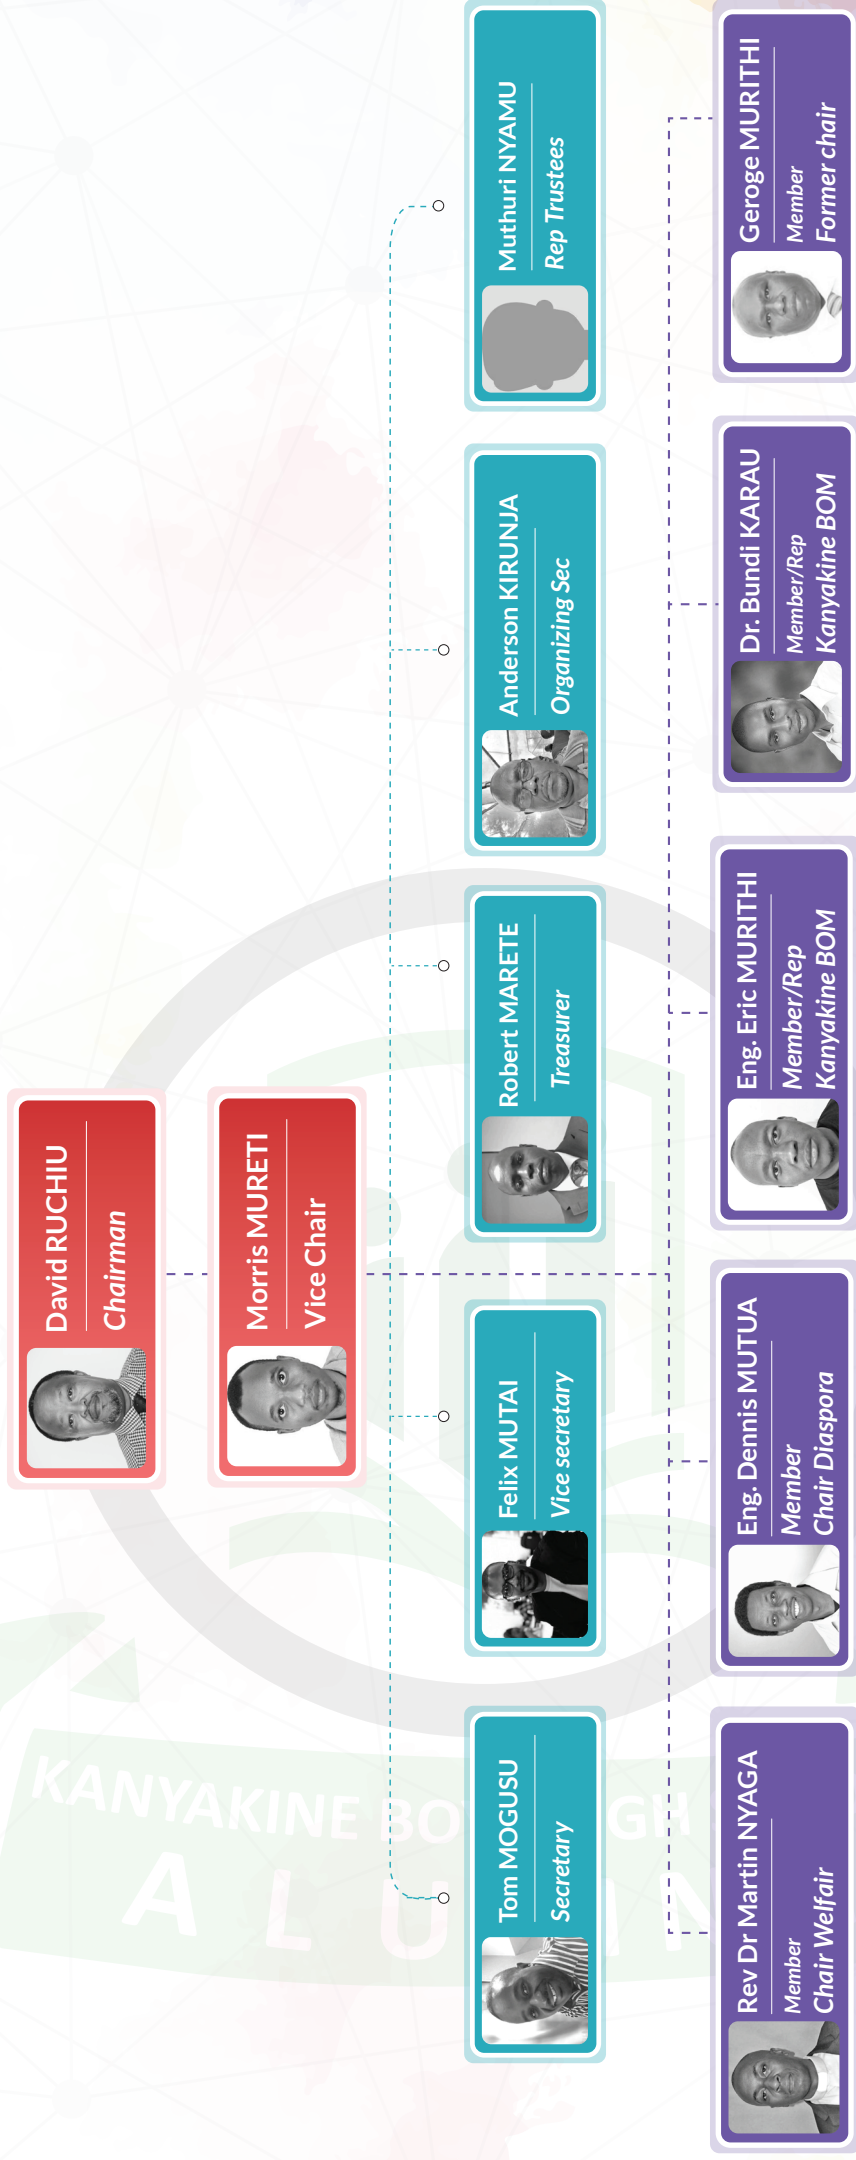 David RUCHIU
Chairman
Morris MURETI
Vice Chair
Tom MOGUSU
Secretary
Felix MUTAI
Vice secretary
Robert MARETE
Treasurer
Anderson KIRUNJA
Organizing Sec
Muthuri NYAMU
Rep Trustees
Rev Dr Martin NYAGA
Member
Chair Welfair
Eng. Dennis MUTUA
Member
Chair Diaspora
Eng. Eric MURITHI
Member/Rep
Kanyakine BOM
Dr. Bundi KARAU
Member/Rep
Kanyakine BOM
Geroge MURITHI
Member
Former chair
KANYAKINE